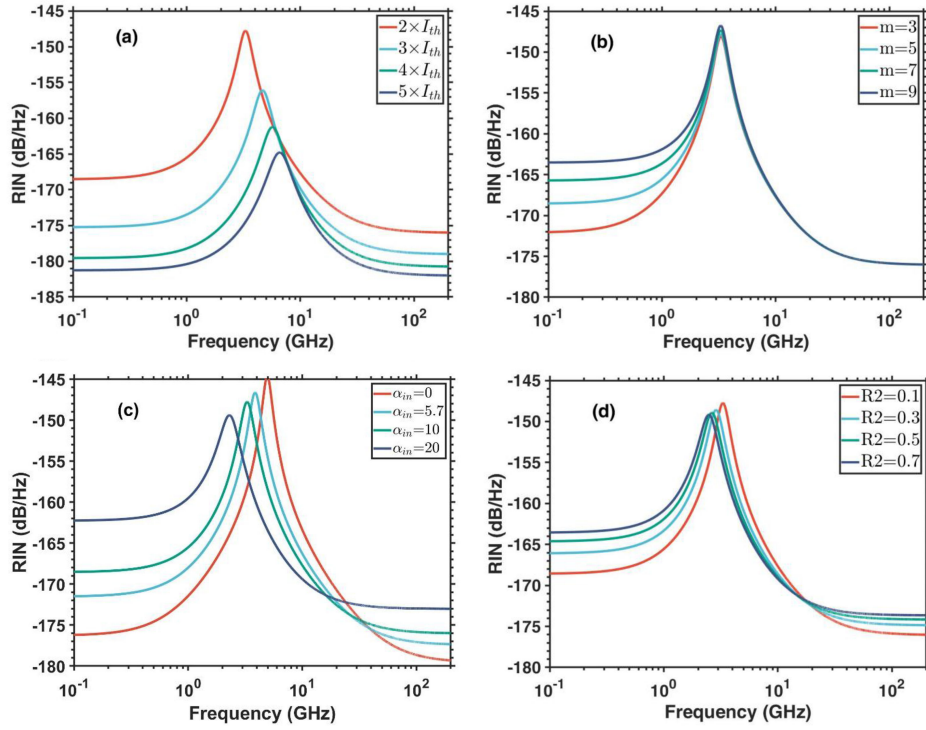 (a)
2×I_th
3×I_th
4×I_th
5×I_th
RIN (dB/Hz)
-145
-150
-155
-160
-165
-170
-175
-180
-185
10^-1
10^0
10^1
10^2
Frequency (GHz)
(b)
m=3
m=5
m=7
m=9
RIN (dB/Hz)
-145
-150
-155
-160
-165
-170
-175
-180
10^-1
10^0
10^1
10^2
Frequency (GHz)
(c)
α_in=0
α_in=5.7
α_in=10
α_in=20
RIN (dB/Hz)
-145
-150
-155
-160
-165
-170
-175
-180
10^-1
10^0
10^1
10^2
Frequency (GHz)
(d)
R2=0.1
R2=0.3
R2=0.5
R2=0.7
RIN (dB/Hz)
-145
-150
-155
-160
-165
-170
-175
-180
10^-1
10^0
10^1
10^2
Frequency (GHz)